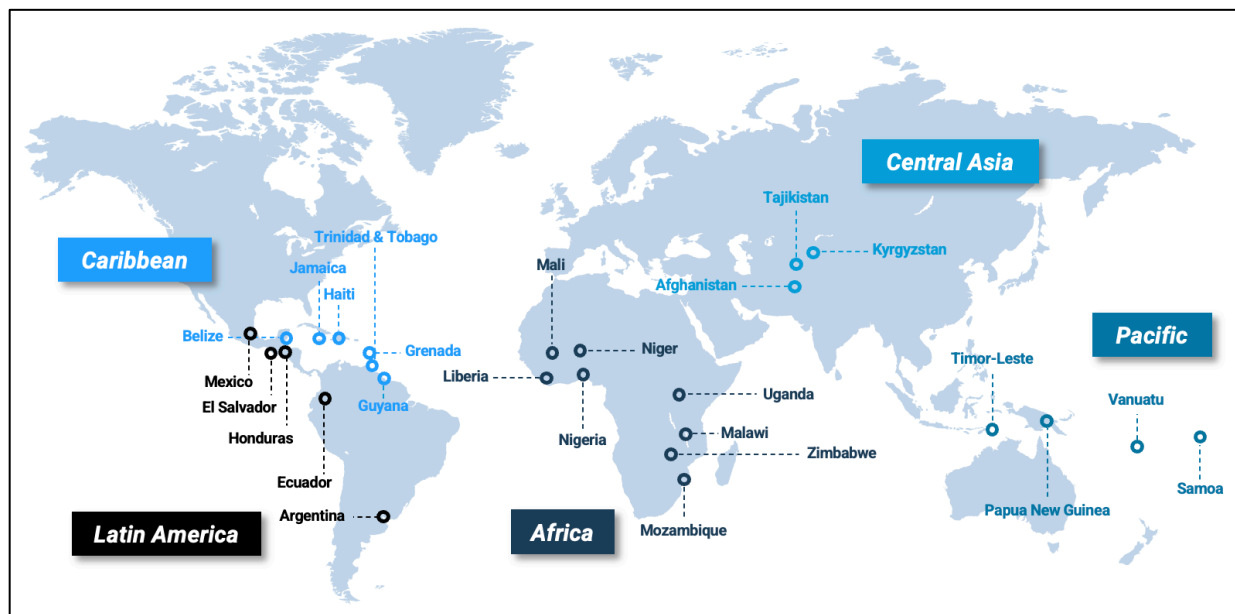 Central Asia
Tajikistan
Trinidad & Tobago
Caribbean
Kyrgyzstan
Jamaica
Mali
Afghanistan
Haiti
Belize
Pacific
Grenada
Niger
Timor-Leste
Liberia
Mexico
Uganda
Vanuatu
El Salvador
Guyana
Honduras
Nigeria
Malawi
Zimbabwe
Ecuador
Samoa
Argentina
Papua New Guinea
Latin America
Africa
Mozambique